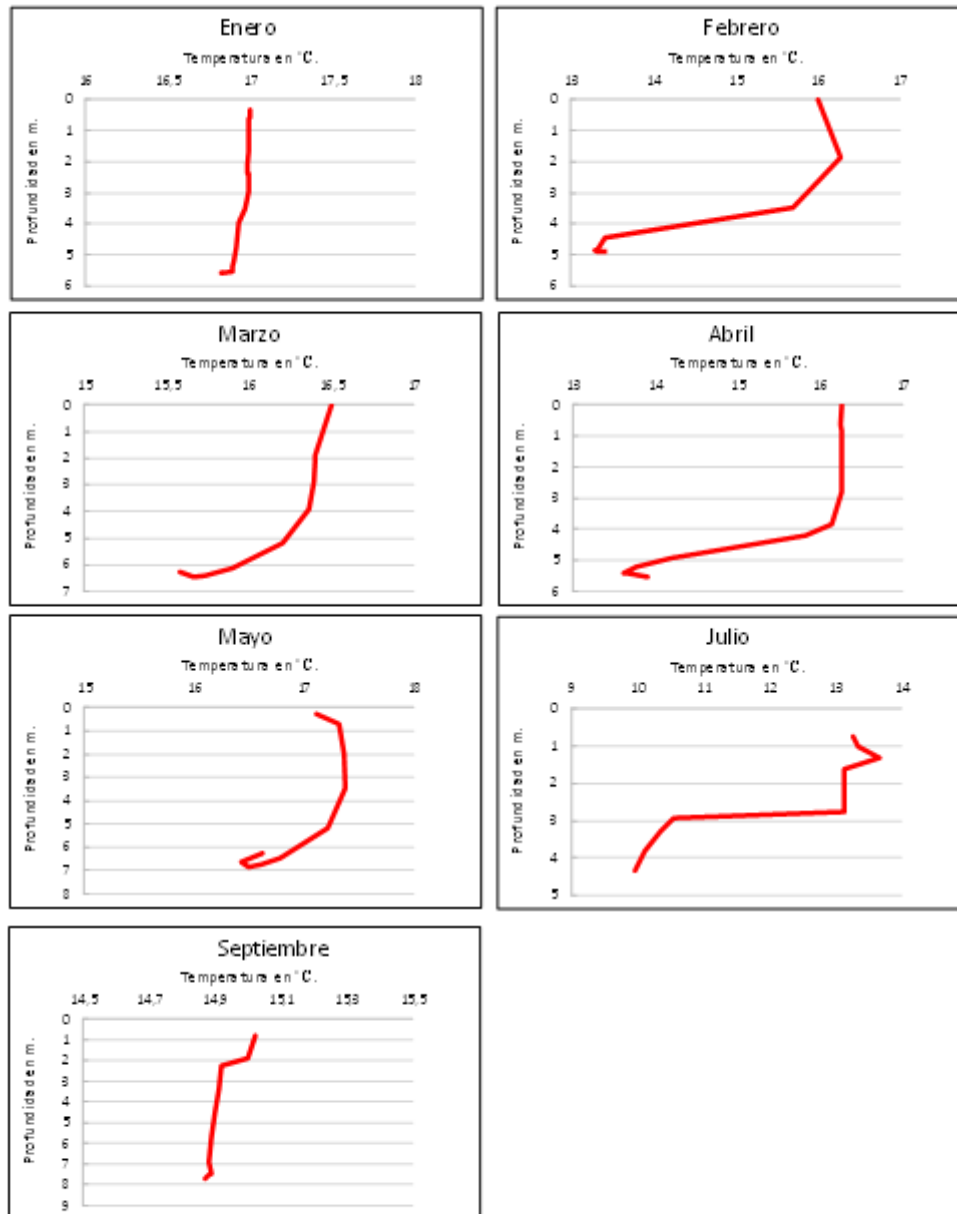 Enero
Temperatura en °C.
16 16,5 17 17,5 18
Profundidad en m.
0
1
2
3
4
5
6
Febrero
Temperatura en °C.
13 14 15 16 17
Profundidad en m.
0
1
2
3
4
5
6
Marzo
Temperatura en °C.
15 15,5 16 16,5 17
Profundidad en m.
0
1
2
3
4
5
6
7
Abril
Temperatura en °C.
13 14 15 16 17
Profundidad en m.
0
1
2
3
4
5
6
Mayo
Temperatura en °C.
15 16 17 18
Profundidad en m.
0
1
2
3
4
5
6
7
8
Julio
Temperatura en °C.
9 10 11 12 13 14
Profundidad en m.
0
1
2
3
4
5
Septiembre
Temperatura en °C.
14,5 14,7 14,9 15,1 15,3 15,5
Profundidad en m.
0
1
2
3
4
5
6
7
8
9